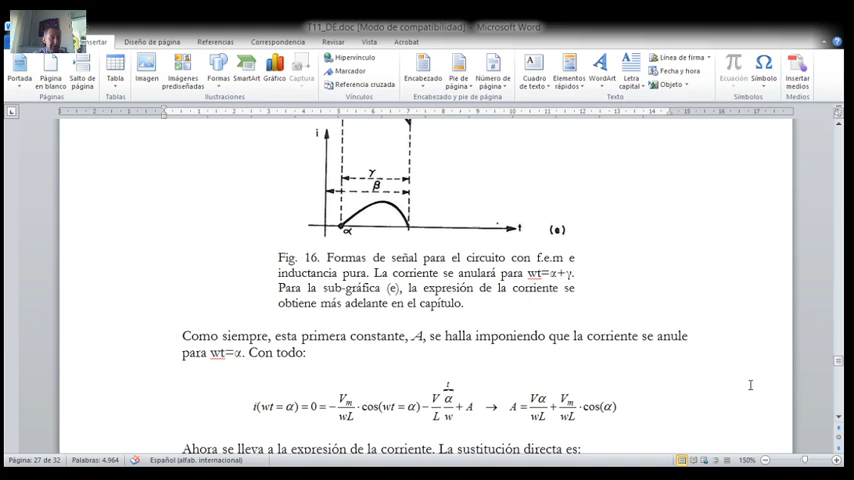 T11_DE.doc [Modo de compatibilidad] - Microsoft Word
Insertar Diseño de página Referencias Correspondencia Revisar Vista Acrobat
Portada Página en blanco Salto de página Tabla Imagen Imágenes prediseñadas Formas SmartArt Gráfico Captura Hipervínculo Marcador Referencia cruzada Encabezado Pie de página Número de página Cuadro de texto Elementos rápidos WordArt Letra capital Línea de firma Fecha y hora Objeto Ecuación Símbolo Insertar medios
Páginas Tablas Ilustraciones Vínculos Encabezado y pie de página Texto Símbolos Medios
i
γ
β
α
t
(e)
Fig. 16. Formas de señal para el circuito con f.e.m e
inductancia pura. La corriente se anulará para wt=α+γ.
Para la sub-gráfica (e), la expresión de la corriente se
obtiene más adelante en el capítulo.
Como siempre, esta primera constante, A, se halla imponiendo que la corriente se anule
para wt=α. Con todo:
i(wt = α) = 0 = − V_m/wL · cos(wt = α) − V/L α/w + A → A = Vα/wL + V_m/wL · cos(α)
t
Ahora se lleva a la expresión de la corriente. La sustitución directa es:
Página: 27 de 32 Palabras: 4.964 Español (alfab. internacional) 150%